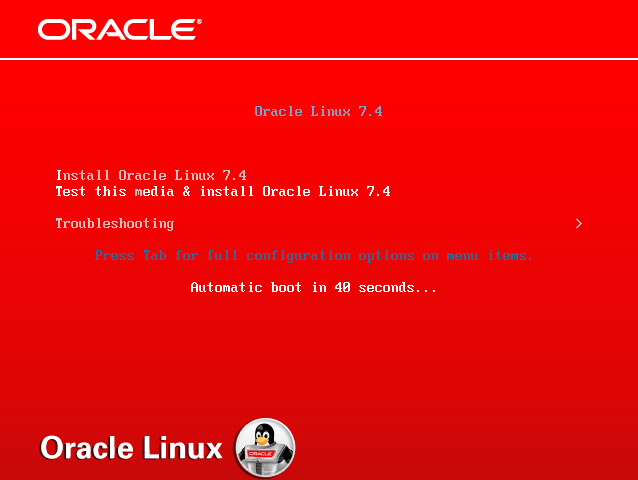 ORACLE®
Oracle Linux 7.4
Install Oracle Linux 7.4
Test this media & install Oracle Linux 7.4
Troubleshooting >
Press Tab for full configuration options on menu items.
Automatic boot in 40 seconds...
Oracle Linux
ORACLE